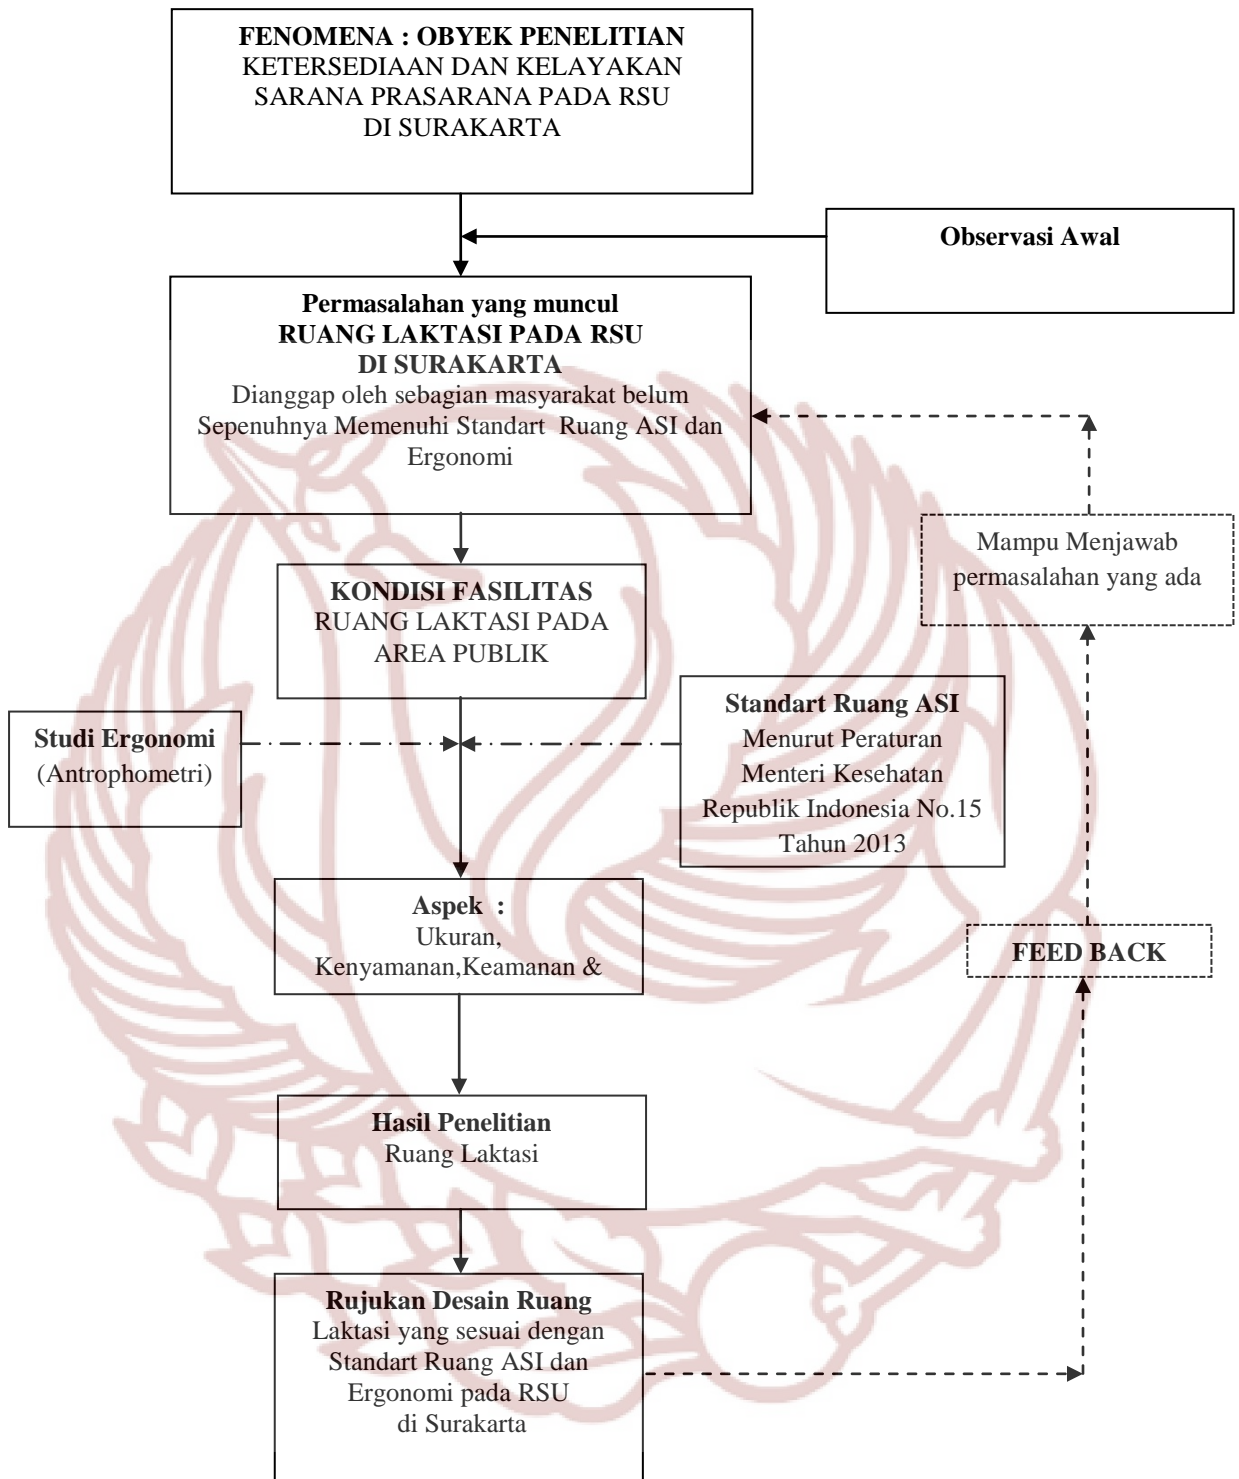 FENOMENA : OBYEK PENELITIAN
KETERSEDIAAN DAN KELAYAKAN
SARANA PRASARANA PADA RSU
DI SURAKARTA
Observasi Awal
Permasalahan yang muncul
RUANG LAKTASI PADA RSU
DI SURAKARTA
Dianggap oleh sebagian masyarakat belum
Sepenuhnya Memenuhi Standart Ruang ASI dan
Ergonomi
Mampu Menjawab
permasalahan yang ada
KONDISI FASILITAS
RUANG LAKTASI PADA
AREA PUBLIK
Studi Ergonomi
(Antrophometri)
Standart Ruang ASI
Menurut Peraturan
Menteri Kesehatan
Republik Indonesia No.15
Tahun 2013
Aspek :
Ukuran,
Kenyamanan,Keamanan &
FEED BACK
Hasil Penelitian
Ruang Laktasi
Rujukan Desain Ruang
Laktasi yang sesuai dengan
Standart Ruang ASI dan
Ergonomi pada RSU
di Surakarta